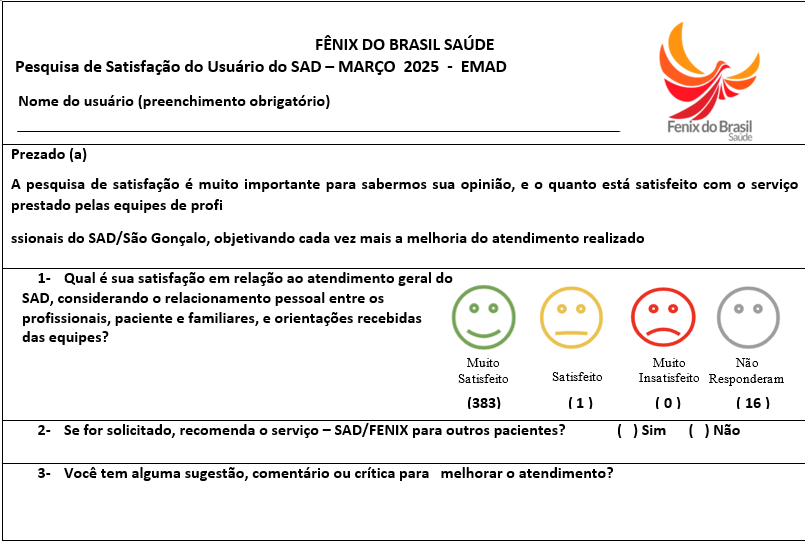 FÊNIX DO BRASIL SAÚDE
Pesquisa de Satisfação do Usuário do SAD – MARÇO 2025 - EMAD
Nome do usuário (preenchimento obrigatório)
Fenix do Brasil
Saúde
Prezado (a)
A pesquisa de satisfação é muito importante para sabermos sua opinião, e o quanto está satisfeito com o serviço
prestado pelas equipes de profi
ssionais do SAD/São Gonçalo, objetivando cada vez mais a melhoria do atendimento realizado
1- Qual é sua satisfação em relação ao atendimento geral do
SAD, considerando o relacionamento pessoal entre os
profissionais, paciente e familiares, e orientações recebidas
das equipes?
Muito Satisfeito
Satisfeito
Muito Insatisfeito
Não Responderam
(383) ( 1 ) ( 0 ) ( 16 )
2- Se for solicitado, recomenda o serviço – SAD/FENIX para outros pacientes? ( ) Sim ( ) Não
3- Você tem alguma sugestão, comentário ou crítica para melhorar o atendimento?